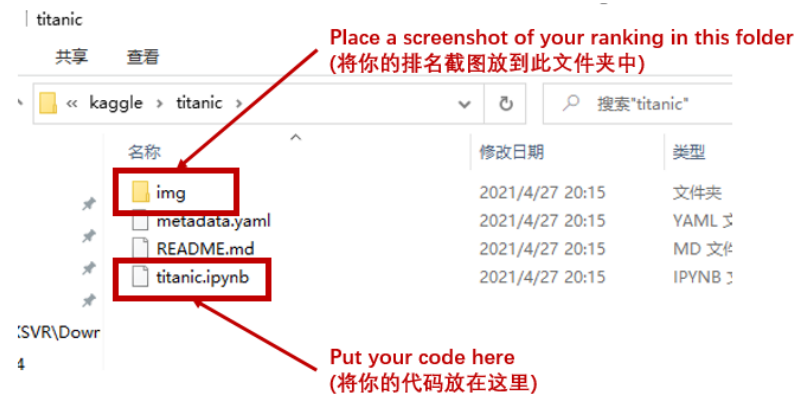 titanic
共享 查看
Place a screenshot of your ranking in this folder
(将你的排名截图放到此文件夹中)
« kaggle › titanic › 搜索"titanic"
名称 修改日期 类型
img 2021/4/27 20:15 文件夹
metadata.yaml 2021/4/27 20:15 YAML
README.md 2021/4/27 20:15 MD
titanic.ipynb 2021/4/27 20:15 IPYNB
SVR\Dowr
4
Put your code here
(将你的代码放在这里)